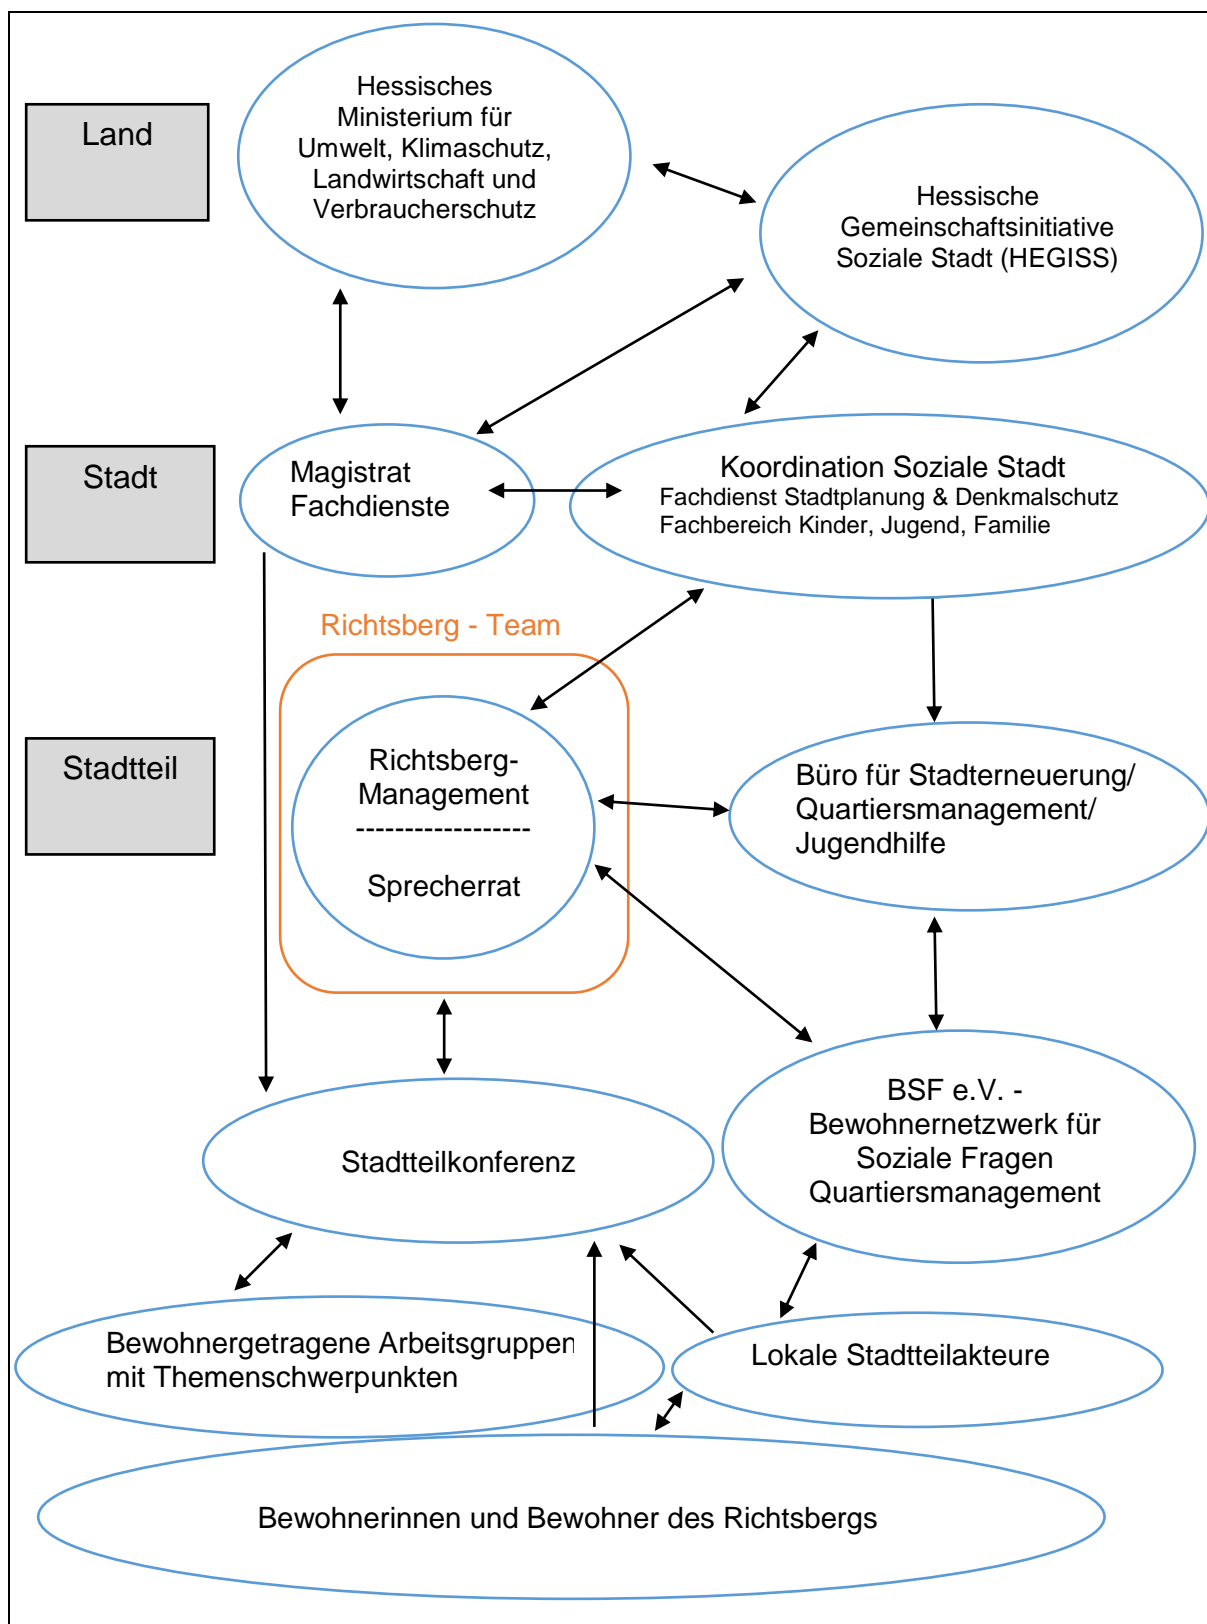 Land
Hessisches
Ministerium für
Umwelt, Klimaschutz,
Landwirtschaft und
Verbraucherschutz
Hessische
Gemeinschaftsinitiative
Soziale Stadt (HEGISS)
Stadt
Magistrat
Fachdienste
Koordination Soziale Stadt
Fachdienst Stadtplanung & Denkmalschutz
Fachbereich Kinder, Jugend, Familie
Richtsberg - Team
Stadtteil
Richtsberg-
Management
------------------
Sprecherrat
Büro für Stadterneuerung/
Quartiersmanagement/
Jugendhilfe
BSF e.V. -
Bewohnernetzwerk für
Soziale Fragen
Quartiersmanagement
Stadtteilkonferenz
Bewohnergetragene Arbeitsgruppen
mit Themenschwerpunkten
Lokale Stadtteilakteure
Bewohnerinnen und Bewohner des Richtsbergs